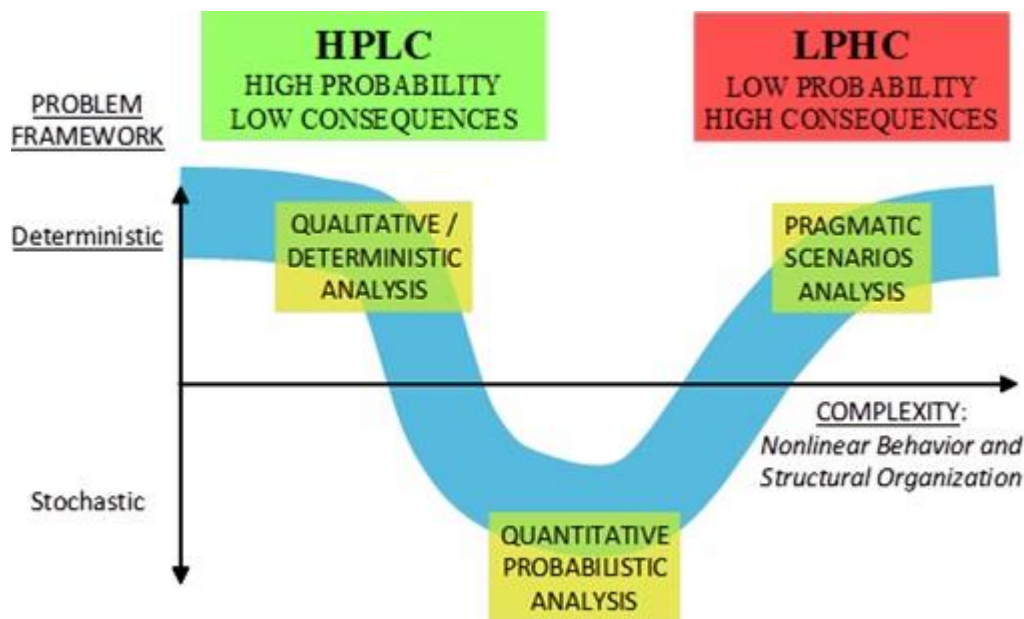 HPLC
HIGH PROBABILITY
LOW CONSEQUENCES
LPHC
LOW PROBABILITY
HIGH CONSEQUENCES
PROBLEM
FRAMEWORK
Deterministic
QUALITATIVE /
DETERMINISTIC
ANALYSIS
PRAGMATIC
SCENARIOS
ANALYSIS
COMPLEXITY:
Nonlinear Behavior and
Structural Organization
Stochastic
QUANTITATIVE
PROBABILISTIC
ANALYSIS